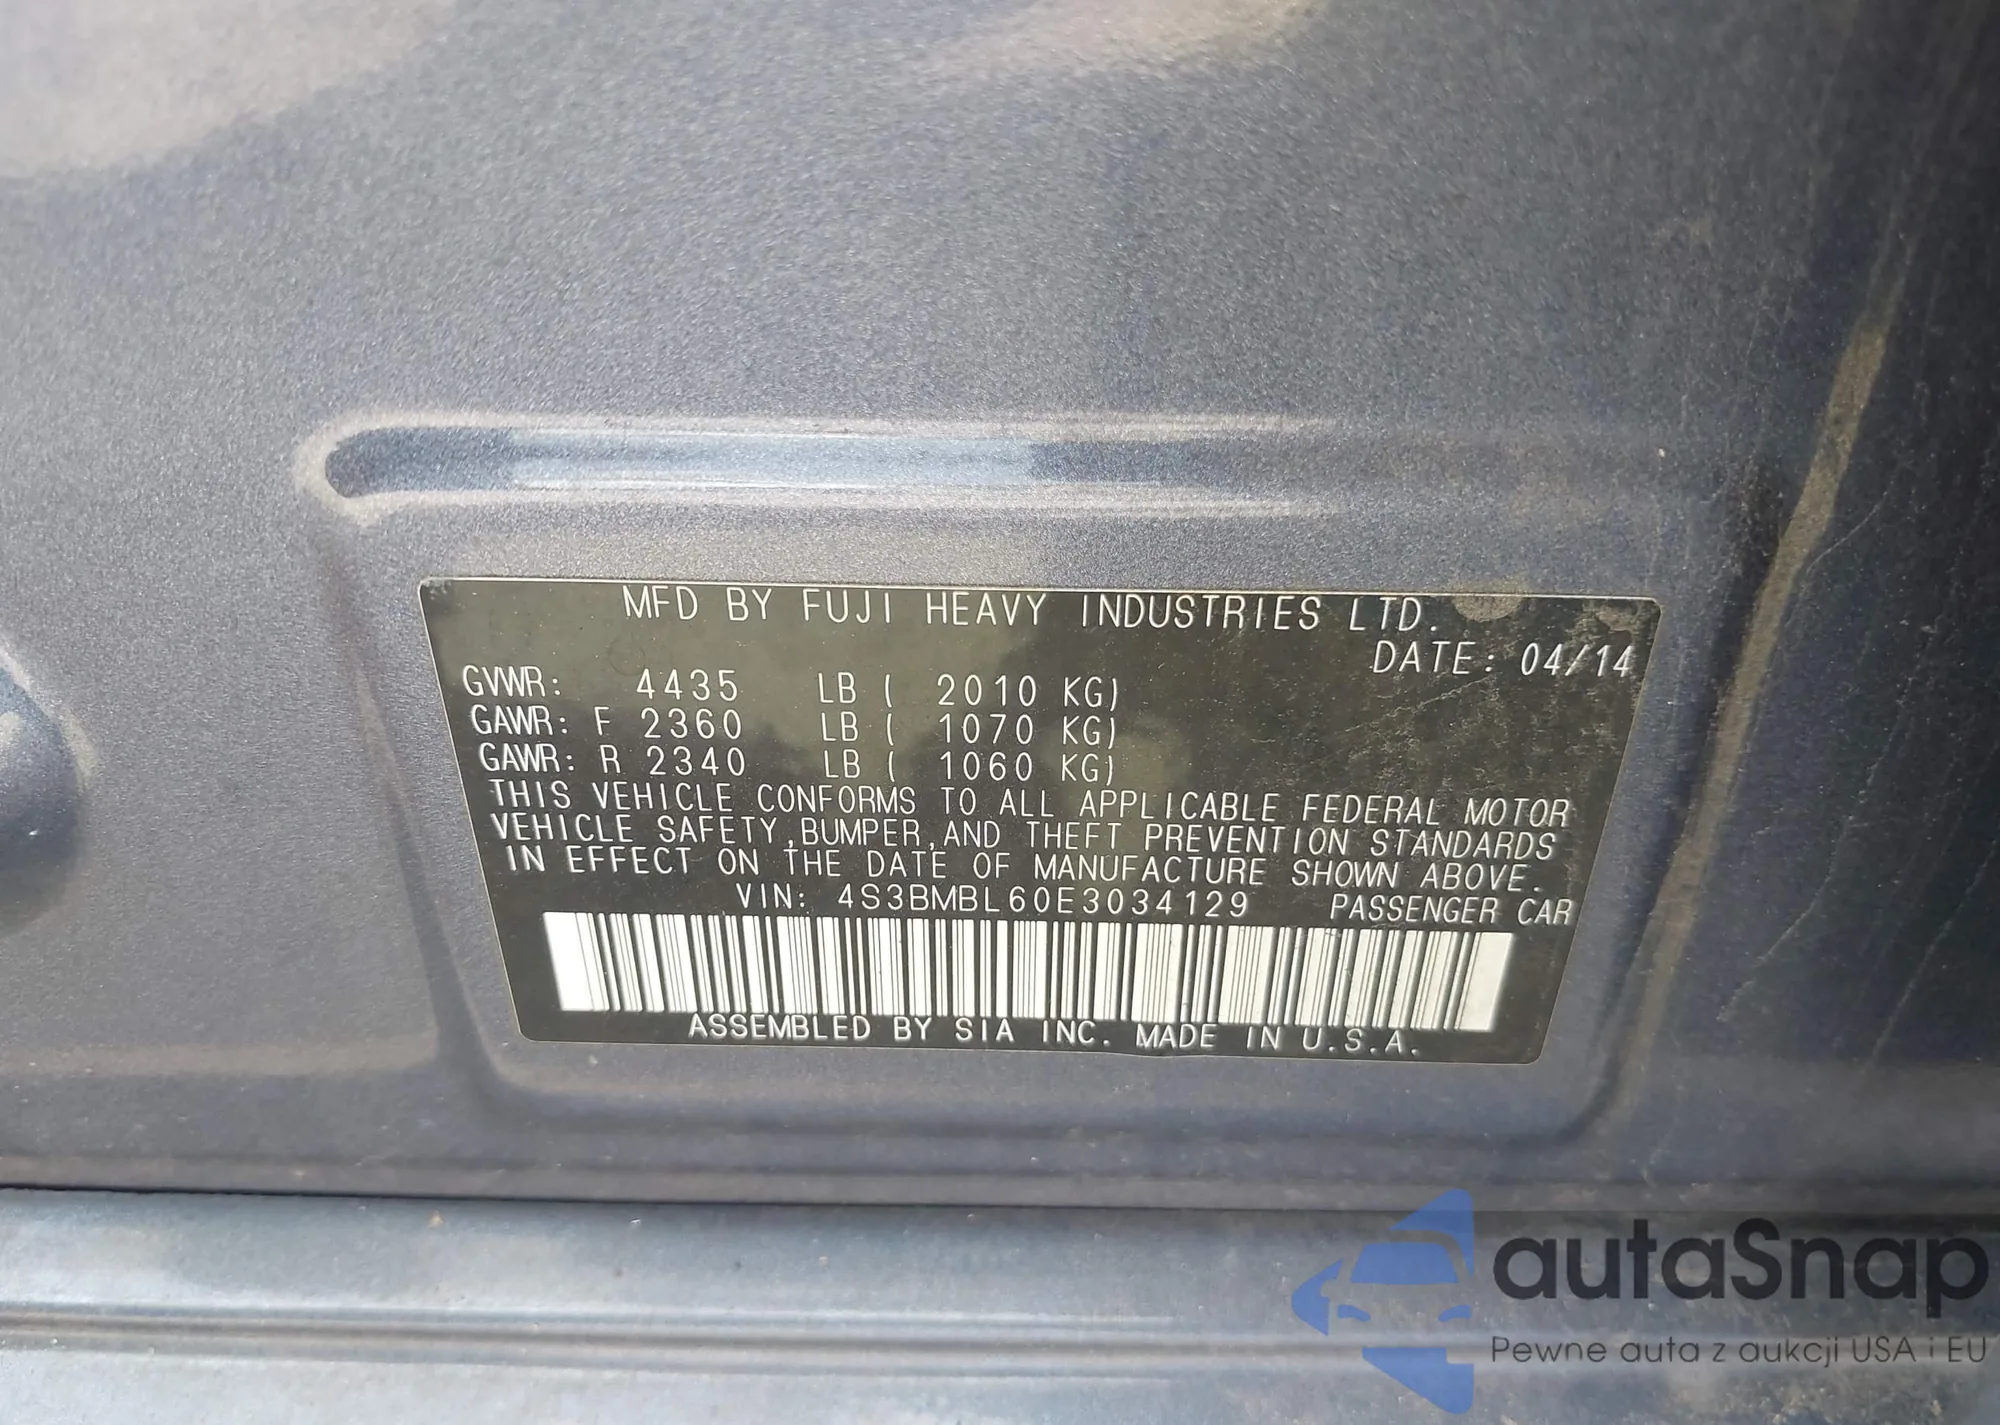 MFD BY FUJI HEAVY INDUSTRIES LTD.
DATE: 04/14
GVWR: 4435 LB ( 2010 KG)
GAWR: F 2360 LB ( 1070 KG)
GAWR: R 2340 LB ( 1060 KG)
THIS VEHICLE CONFORMS TO ALL APPLICABLE FEDERAL MOTOR
VEHICLE SAFETY,BUMPER,AND THEFT PREVENTION STANDARDS
IN EFFECT ON THE DATE OF MANUFACTURE SHOWN ABOVE.
VIN: 4S3BMBL60E3034129 PASSENGER CAR
ASSEMBLED BY SIA INC. MADE IN U.S.A.
autaSnap
Pewne auta z aukcji USA i EU